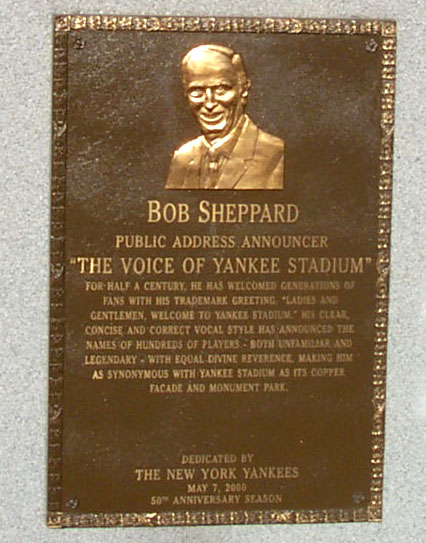 BOB SHEPPARD
PUBLIC ADDRESS ANNOUNCER
"THE VOICE OF YANKEE STADIUM"
FOR HALF A CENTURY, HE HAS WELCOMED GENERATIONS OF
FANS WITH HIS TRADEMARK GREETING, "LADIES AND
GENTLEMEN, WELCOME TO YANKEE STADIUM." HIS CLEAR,
CONCISE AND CORRECT VOCAL STYLE HAS ANNOUNCED THE
NAMES OF HUNDREDS OF PLAYERS - BOTH UNFAMILIAR AND
LEGENDARY - WITH EQUAL DIVINE REVERENCE, MAKING HIM
AS SYNONYMOUS WITH YANKEE STADIUM AS ITS COPPER
FACADE AND MONUMENT PARK.
DEDICATED BY
THE NEW YORK YANKEES
MAY 7, 2000
50TH ANNIVERSARY SEASON